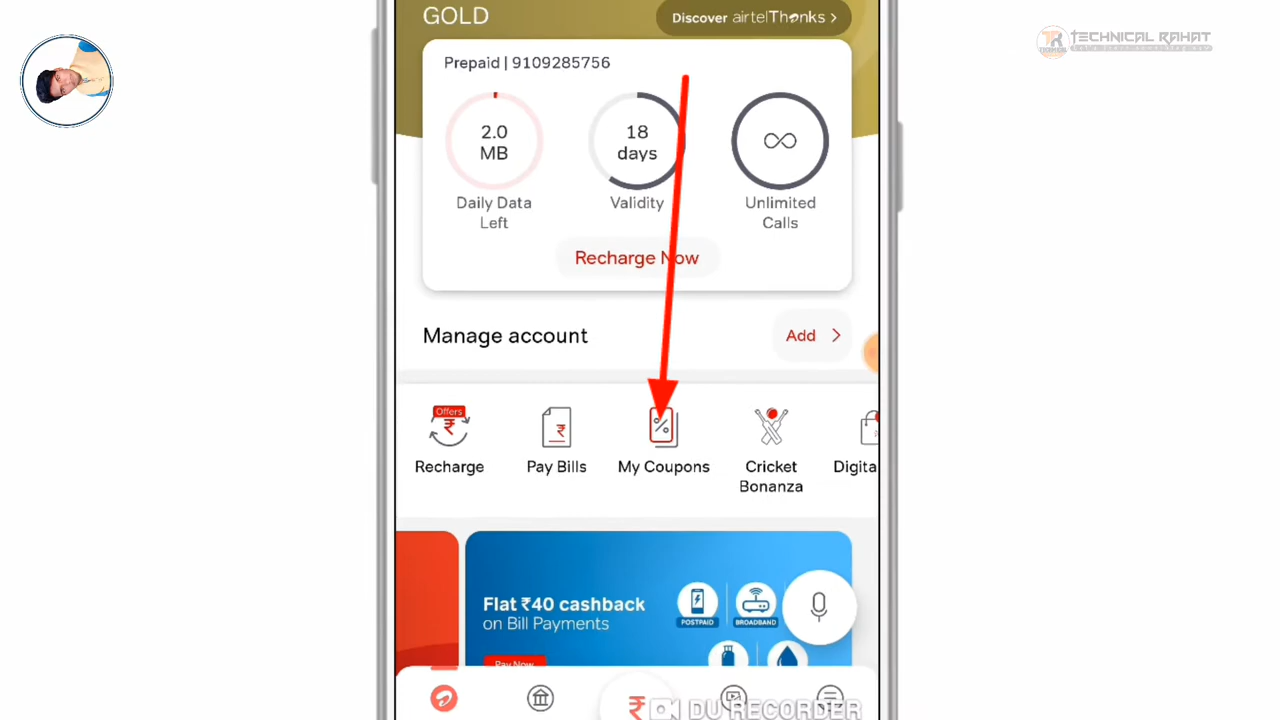 GOLD
Discover airtelThanks >
TECHNICAL RAHAT
Prepaid | 9109285756
2.0
MB
18
days
Daily Data
Left
Validity
Unlimited
Calls
Recharge Now
Manage account
Add >
Offers
₹
₹
%
Recharge
Pay Bills
My Coupons
Cricket
Bonanza
Digita
Flat ₹40 cashback
on Bill Payments
POSTPAID
BROADBAND
Pay Now
₹
DU RECORDER